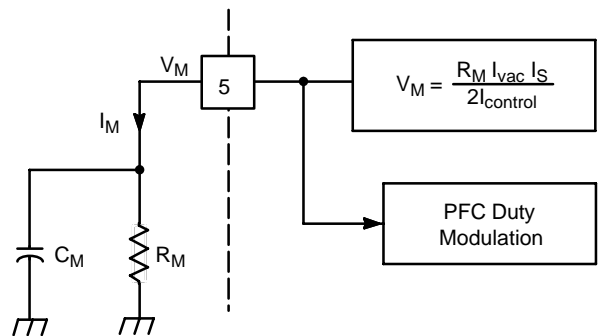 V_M
5
I_M
C_M
R_M
V_M = R_M I_vac I_S / 2I_control
PFC Duty
Modulation